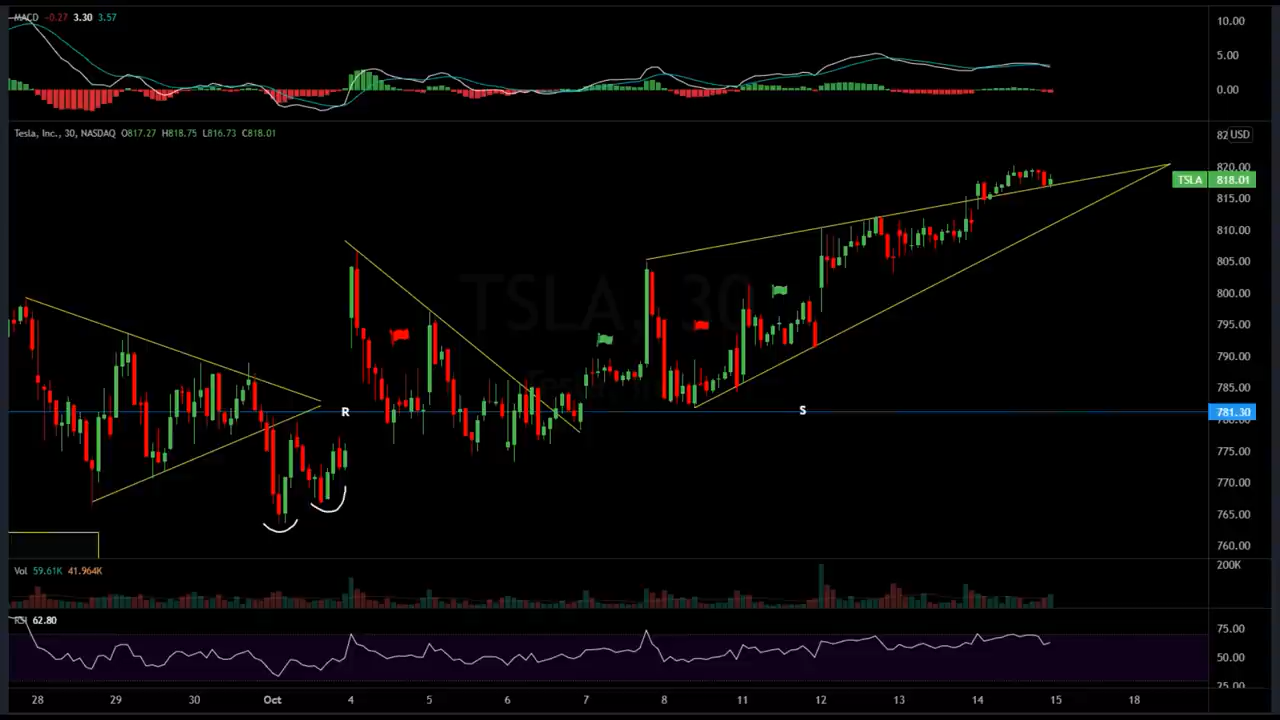 MACD -0.27 3.30 3.57
10.00
5.00
0.00
Tesla, Inc., 30, NASDAQ O817.27 H818.75 L816.73 C818.01
82 USD
820.00
TSLA 818.01
815.00
810.00
805.00
800.00
TSLA, 30
795.00
790.00
785.00
R
S
781.30
775.00
770.00
765.00
760.00
Vol 59.61K 41.964K
200K
RSI 62.80
75.00
50.00
25.00
28 29 30 Oct 4 5 6 7 8 11 12 13 14 15 18